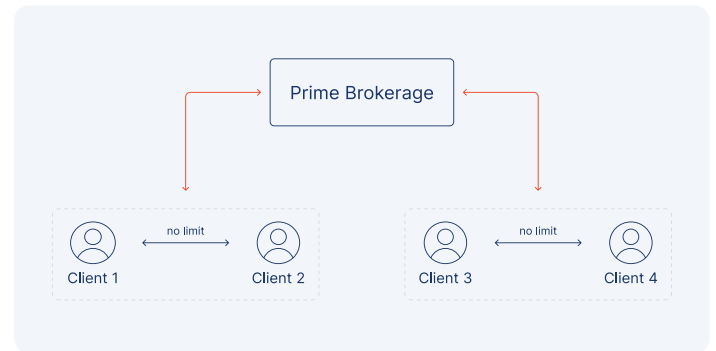 Prime Brokerage
no limit
Client 1
Client 2
no limit
Client 3
Client 4